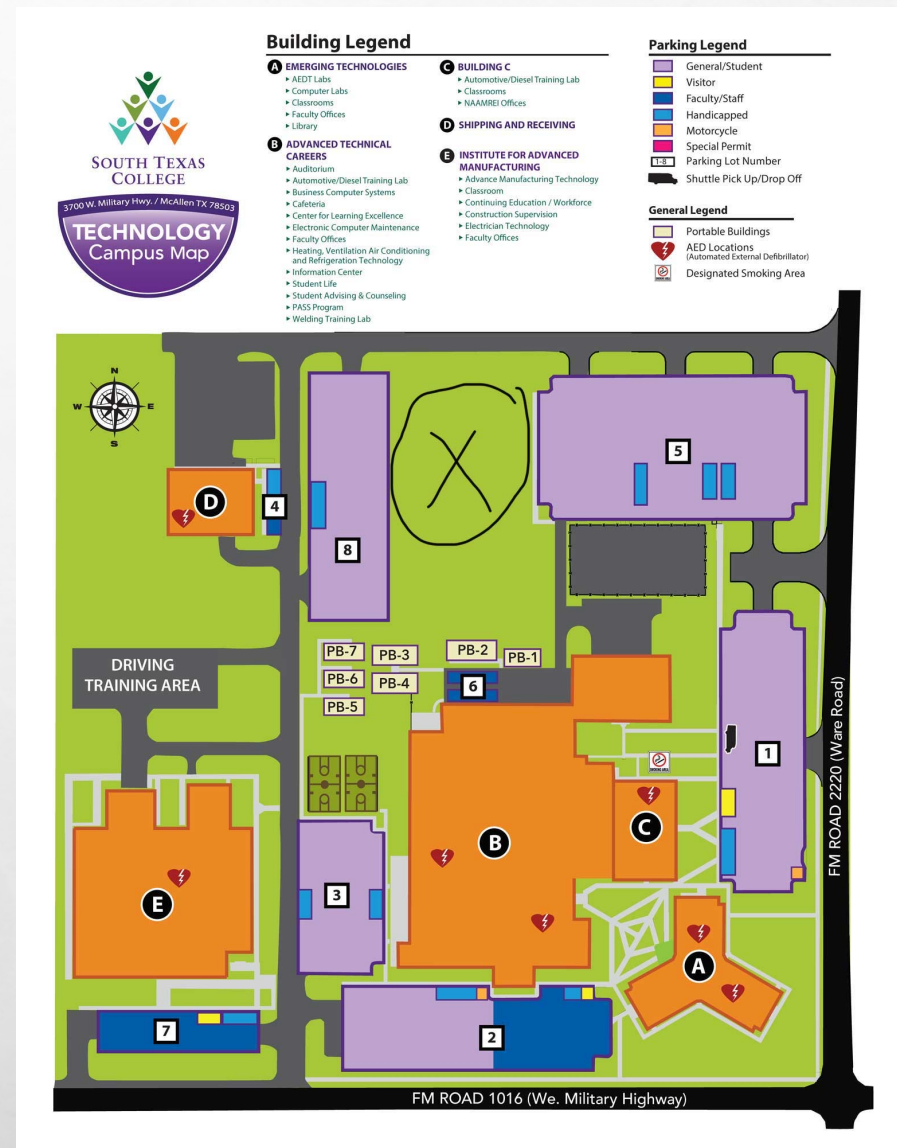 SOUTH TEXAS
COLLEGE
3700 W. Military Hwy. / McAllen TX 78503
TECHNOLOGY
Campus Map
Building Legend
A EMERGING TECHNOLOGIES
▸ AEDT Labs
▸ Computer Labs
▸ Classrooms
▸ Faculty Offices
▸ Library
B ADVANCED TECHNICAL
CAREERS
▸ Auditorium
▸ Automotive/Diesel Training Lab
▸ Business Computer Systems
▸ Cafeteria
▸ Center for Learning Excellence
▸ Electronic Computer Maintenance
▸ Faculty Offices
▸ Heating, Ventilation Air Conditioning
and Refrigeration Technology
▸ Information Center
▸ Student Life
▸ Student Advising & Counseling
▸ PASS Program
▸ Welding Training Lab
C BUILDING C
▸ Automotive/Diesel Training Lab
▸ Classrooms
▸ NAAMREI Offices
D SHIPPING AND RECEIVING
E INSTITUTE FOR ADVANCED
MANUFACTURING
▸ Advance Manufacturing Technology
▸ Classroom
▸ Continuing Education / Workforce
▸ Construction Supervision
▸ Electrician Technology
▸ Faculty Offices
Parking Legend
General/Student
Visitor
Faculty/Staff
Handicapped
Motorcycle
Special Permit
1-8 Parking Lot Number
Shuttle Pick Up/Drop Off
General Legend
Portable Buildings
AED Locations
(Automated External Defibrillator)
Designated Smoking Area
N
W E
S
X
5
D
4
8
PB-7
PB-3
PB-2
PB-1
PB-6
PB-4
PB-5
6
DRIVING
TRAINING AREA
1
C
B
E
3
A
7
2
FM ROAD 2220 (Ware Road)
FM ROAD 1016 (We. Military Highway)